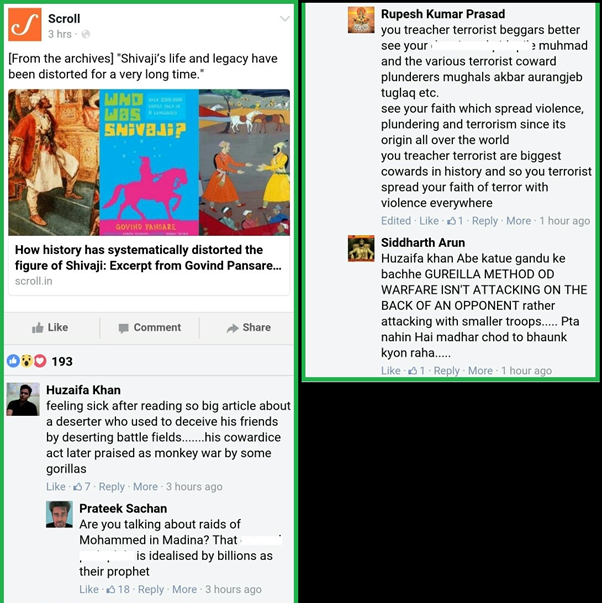 Scroll
3 hrs ·
[From the archives] "Shivaji's life and legacy have
been distorted for a very long time."
WHO
WAS
SHIVAJI?
GOVIND PANSARE
How history has systematically distorted the
figure of Shivaji: Excerpt from Govind Pansare...
scroll.in
Like Comment Share
193
Huzaifa Khan
feeling sick after reading so big article about
a deserter who used to deceive his friends
by deserting battle fields.......his cowardice
act later praised as monkey war by some
gorillas
Like · 7 · Reply · More · 3 hours ago
Prateek Sachan
Are you talking about raids of
Mohammed in Madina? That
is idealised by billions as
their prophet
Like · 18 · Reply · More · 3 hours ago
Rupesh Kumar Prasad
you treacher terrorist beggars better
see your muhmad
and the various terrorist coward
plunderers mughals akbar aurangjeb
tuglaq etc.
see your faith which spread violence,
plundering and terrorism since its
origin all over the world
you treacher terrorist are biggest
cowards in history and so you terrorist
spread your faith of terror with
violence everywhere
Edited · Like · 1 · Reply · More · 1 hour ago
Siddharth Arun
Huzaifa khan Abe katue gandu ke
bachhe GUREILLA METHOD OD
WARFARE ISN'T ATTACKING ON THE
BACK OF AN OPPONENT rather
attacking with smaller troops..... Pta
nahin Hai madhar chod to bhaunk
kyon raha.....
Like · 1 · Reply · More · 1 hour ago